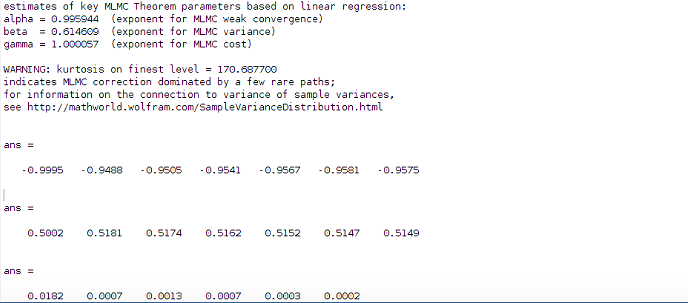 estimates of key MLMC Theorem parameters based on linear regression:
alpha = 0.995944 (exponent for MLMC weak convergence)
beta = 0.614609 (exponent for MLMC variance)
gamma = 1.000057 (exponent for MLMC cost)
WARNING: kurtosis on finest level = 170.687700
indicates MLMC correction dominated by a few rare paths;
for information on the connection to variance of sample variances,
see http://mathworld.wolfram.com/SampleVarianceDistribution.html
ans =
-0.9995 -0.9488 -0.9505 -0.9541 -0.9567 -0.9581 -0.9575
ans =
0.5002 0.5181 0.5174 0.5162 0.5152 0.5147 0.5149
ans =
0.0182 0.0007 0.0013 0.0007 0.0003 0.0002